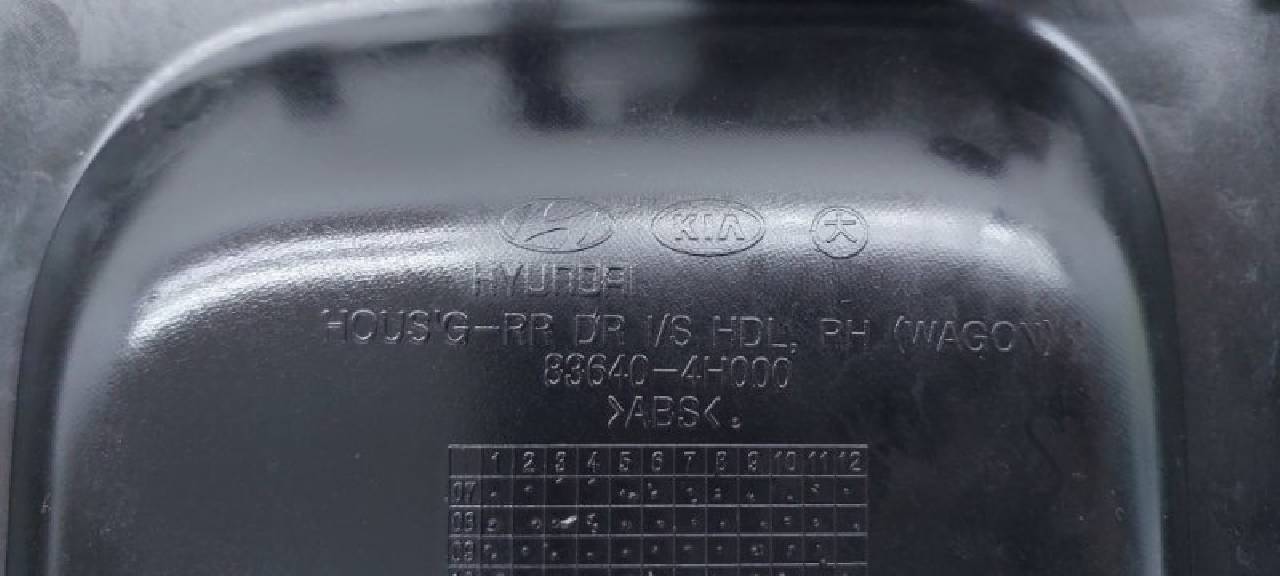 KIA 大
HYUNDAI
HOUS'G-RR DR I/S HDL, RH (WAGON)
83640-4H000
>ABS<
1 2 3 4 5 6 7 8 9 10 11 12
07
08
09